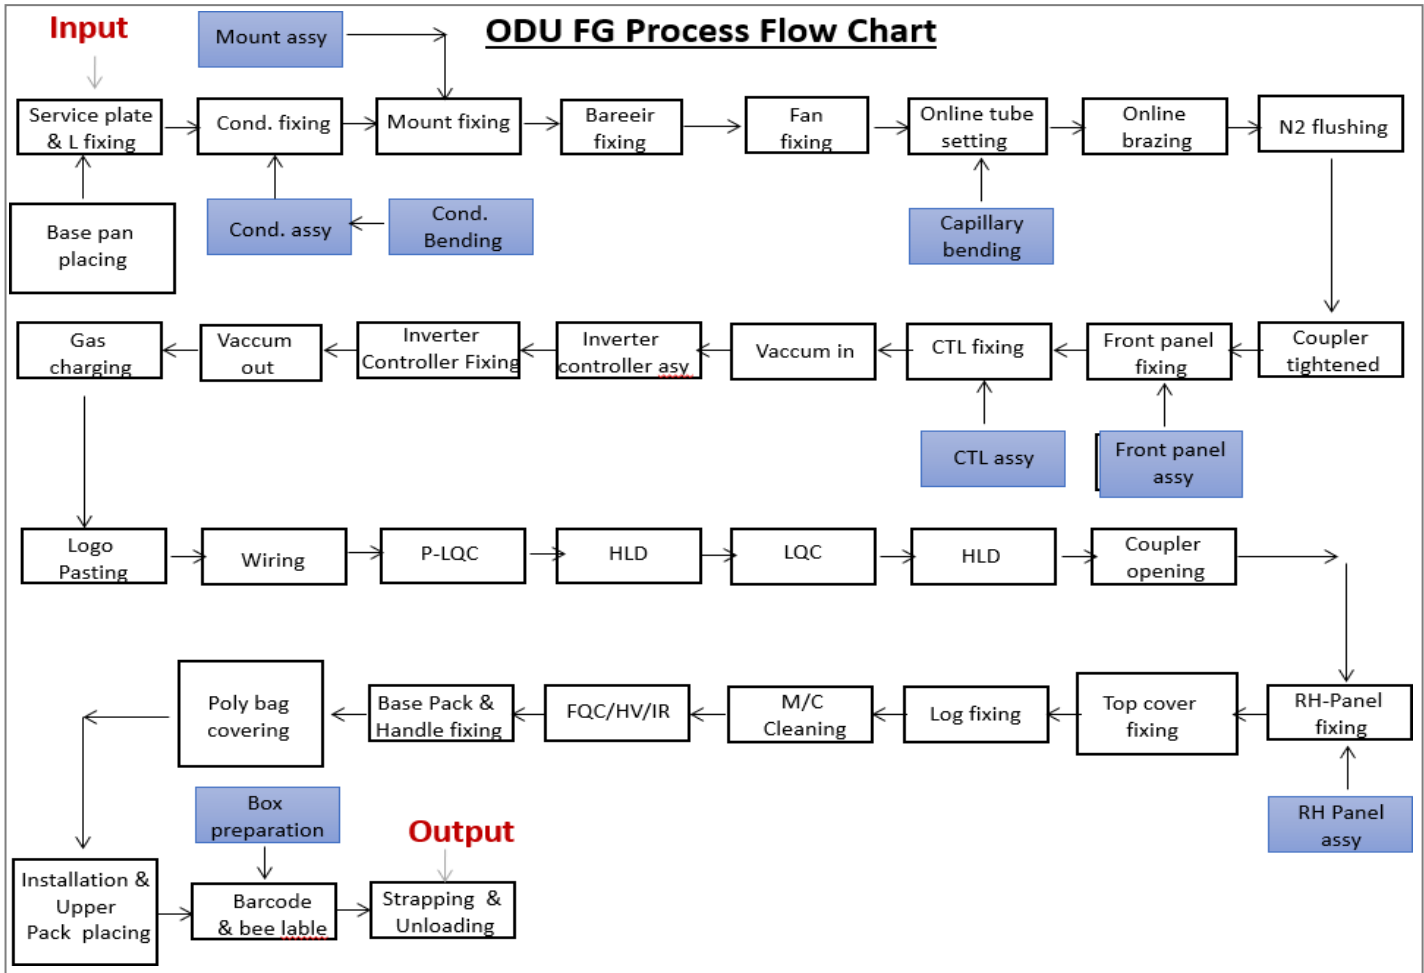 Input
Mount assy
ODU FG Process Flow Chart
Service plate
& L fixing
Cond. fixing
Mount fixing
Bareeir
fixing
Fan
fixing
Online tube
setting
Online
brazing
N2 flushing
Base pan
placing
Cond. assy
Cond.
Bending
Capillary
bending
Gas
charging
Vaccum
out
Inverter
Controller Fixing
Inverter
controller asy
Vaccum in
CTL fixing
Front panel
fixing
Coupler
tightened
CTL assy
Front panel
assy
Logo
Pasting
Wiring
P-LQC
HLD
LQC
HLD
Coupler
opening
Poly bag
covering
Base Pack &
Handle fixing
FQC/HV/IR
M/C
Cleaning
Log fixing
Top cover
fixing
RH-Panel
fixing
Box
preparation
Output
RH Panel
assy
Installation &
Upper
Pack placing
Barcode
& bee lable
Strapping &
Unloading